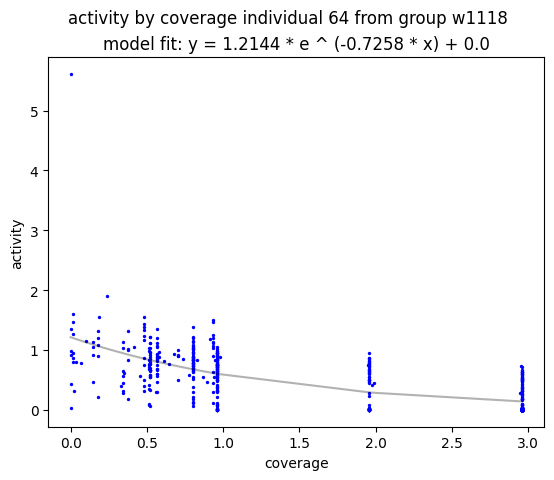 activity by coverage individual 64 from group w1118
model fit: y = 1.2144 * e ^ (-0.7258 * x) + 0.0
5
4
3
2
1
0
activity
0.0 0.5 1.0 1.5 2.0 2.5 3.0
coverage